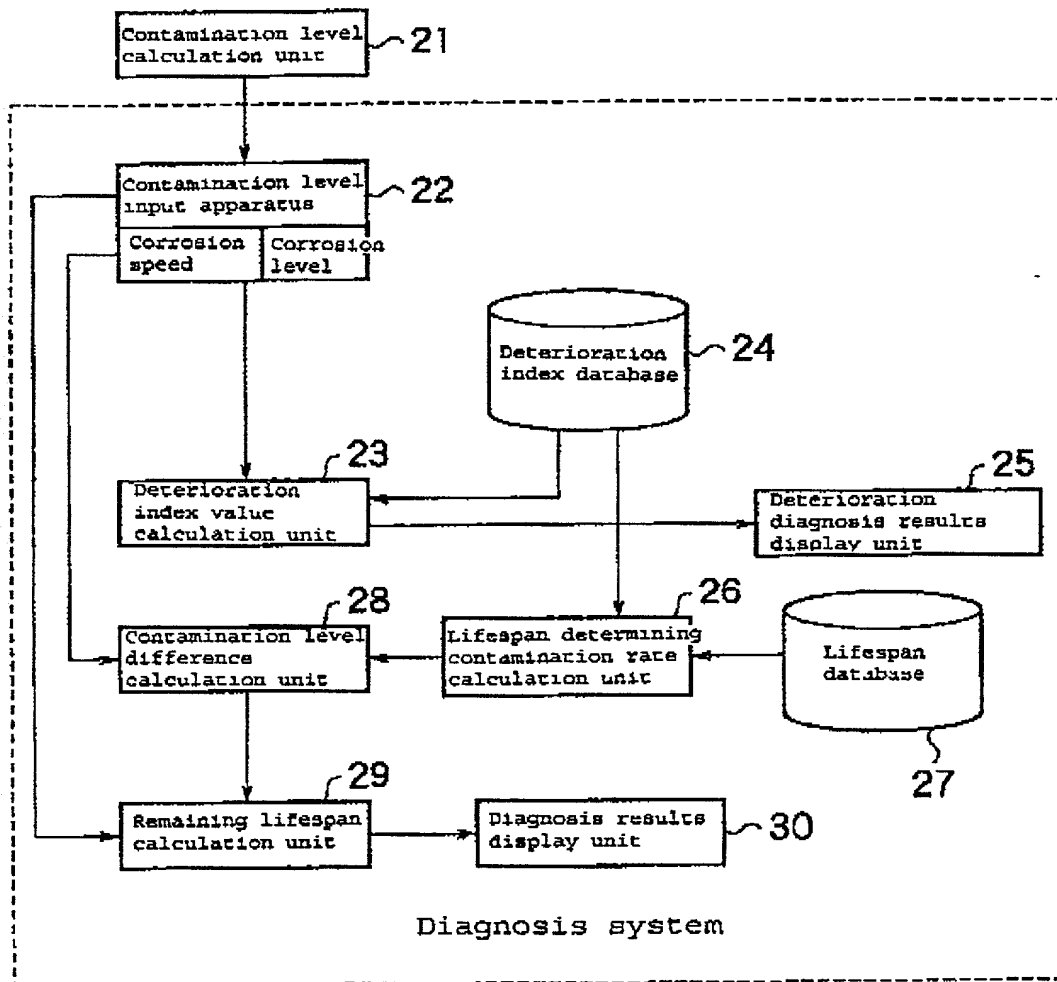 Contamination level
calculation unit
21
Contamination level
input apparatus
22
Corrosion
speed
Corrosion
level
Deterioration
index database
24
23
Deterioration
index value
calculation unit
25
Deterioration
diagnosis results
display unit
28
Contamination level
difference
calculation unit
26
Lifespan determining
contamination rate
calculation unit
Lifespan
database
27
29
Remaining lifespan
calculation unit
Diagnosis results
display unit
30
Diagnosis system